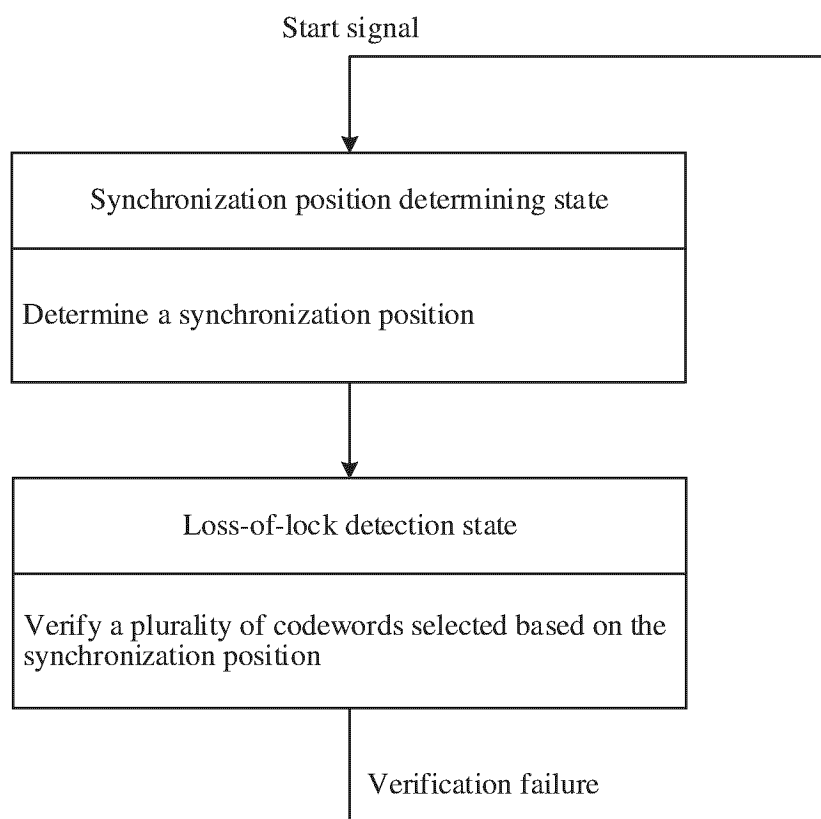 Start signal
Synchronization position determining state
Determine a synchronization position
Loss-of-lock detection state
Verify a plurality of codewords selected based on the
synchronization position
Verification failure